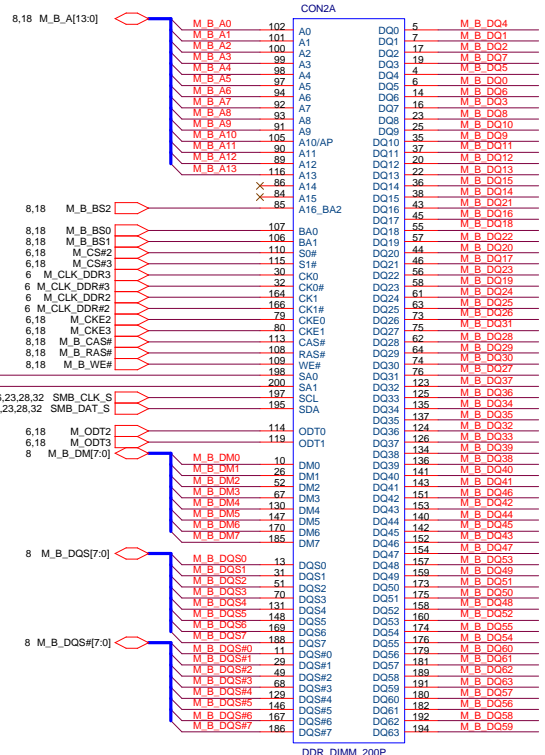 CON2A
8,18 M_B_A[13:0]
M_B_A0 102 A0
M_B_A1 101 A1
M_B_A2 100 A2
M_B_A3 99 A3
M_B_A4 98 A4
M_B_A5 97 A5
M_B_A6 94 A6
M_B_A7 92 A7
M_B_A8 93 A8
M_B_A9 91 A9
M_B_A10 105 A10/AP
M_B_A11 90 A11
M_B_A12 89 A12
M_B_A13 116 A13
86 A14
84 A15
8,18 M_B_BS2 85 A16_BA2
8,18 M_B_BS0 107 BA0
8,18 M_B_BS1 106 BA1
6,18 M_CS#2 110 S0#
6,18 M_CS#3 115 S1#
6 M_CLK_DDR3 30 CK0
6 M_CLK_DDR#3 32 CK0#
6 M_CLK_DDR2 164 CK1
6 M_CLK_DDR#2 166 CK1#
6,18 M_CKE2 79 CKE0
6,18 M_CKE3 80 CKE1
8,18 M_B_CAS# 113 CAS#
8,18 M_B_RAS# 108 RAS#
8,18 M_B_WE# 109 WE#
198 SA0
200 SA1
,23,28,32 SMB_CLK_S 197 SCL
,23,28,32 SMB_DAT_S 195 SDA
6,18 M_ODT2 114 ODT0
6,18 M_ODT3 119 ODT1
8 M_B_DM[7:0]
M_B_DM0 10 DM0
M_B_DM1 26 DM1
M_B_DM2 52 DM2
M_B_DM3 67 DM3
M_B_DM4 130 DM4
M_B_DM5 147 DM5
M_B_DM6 170 DM6
M_B_DM7 185 DM7
8 M_B_DQS[7:0]
M_B_DQS0 13 DQS0
M_B_DQS1 31 DQS1
M_B_DQS2 51 DQS2
M_B_DQS3 70 DQS3
M_B_DQS4 131 DQS4
M_B_DQS5 148 DQS5
M_B_DQS6 169 DQS6
M_B_DQS7 188 DQS7
8 M_B_DQS#[7:0]
M_B_DQS#0 11 DQS#0
M_B_DQS#1 29 DQS#1
M_B_DQS#2 49 DQS#2
M_B_DQS#3 68 DQS#3
M_B_DQS#4 129 DQS#4
M_B_DQS#5 146 DQS#5
M_B_DQS#6 167 DQS#6
M_B_DQS#7 186 DQS#7
DQ0 5 M_B_DQ4
DQ1 7 M_B_DQ1
DQ2 17 M_B_DQ2
DQ3 19 M_B_DQ7
DQ4 4 M_B_DQ5
DQ5 6 M_B_DQ0
DQ6 14 M_B_DQ6
DQ7 16 M_B_DQ3
DQ8 23 M_B_DQ8
DQ9 25 M_B_DQ10
DQ10 35 M_B_DQ9
DQ11 37 M_B_DQ11
DQ12 20 M_B_DQ12
DQ13 22 M_B_DQ13
DQ14 36 M_B_DQ15
DQ15 38 M_B_DQ14
DQ16 43 M_B_DQ21
DQ17 45 M_B_DQ16
DQ18 55 M_B_DQ18
DQ19 57 M_B_DQ22
DQ20 44 M_B_DQ20
DQ21 46 M_B_DQ17
DQ22 56 M_B_DQ23
DQ23 58 M_B_DQ19
DQ24 61 M_B_DQ24
DQ25 63 M_B_DQ25
DQ26 73 M_B_DQ26
DQ27 75 M_B_DQ31
DQ28 62 M_B_DQ28
DQ29 64 M_B_DQ29
DQ30 74 M_B_DQ30
DQ31 76 M_B_DQ27
DQ32 123 M_B_DQ37
DQ33 125 M_B_DQ36
DQ34 135 M_B_DQ34
DQ35 137 M_B_DQ35
DQ36 124 M_B_DQ32
DQ37 126 M_B_DQ33
DQ38 134 M_B_DQ39
DQ39 136 M_B_DQ38
DQ40 141 M_B_DQ40
DQ41 143 M_B_DQ41
DQ42 151 M_B_DQ46
DQ43 153 M_B_DQ42
DQ44 140 M_B_DQ44
DQ45 142 M_B_DQ45
DQ46 152 M_B_DQ43
DQ47 154 M_B_DQ47
DQ48 157 M_B_DQ53
DQ49 159 M_B_DQ49
DQ50 173 M_B_DQ51
DQ51 175 M_B_DQ50
DQ52 158 M_B_DQ48
DQ53 160 M_B_DQ52
DQ54 174 M_B_DQ55
DQ55 176 M_B_DQ54
DQ56 179 M_B_DQ60
DQ57 181 M_B_DQ61
DQ58 189 M_B_DQ62
DQ59 191 M_B_DQ63
DQ60 180 M_B_DQ57
DQ61 182 M_B_DQ56
DQ62 192 M_B_DQ58
DQ63 194 M_B_DQ59
DDR_DIMM_200P